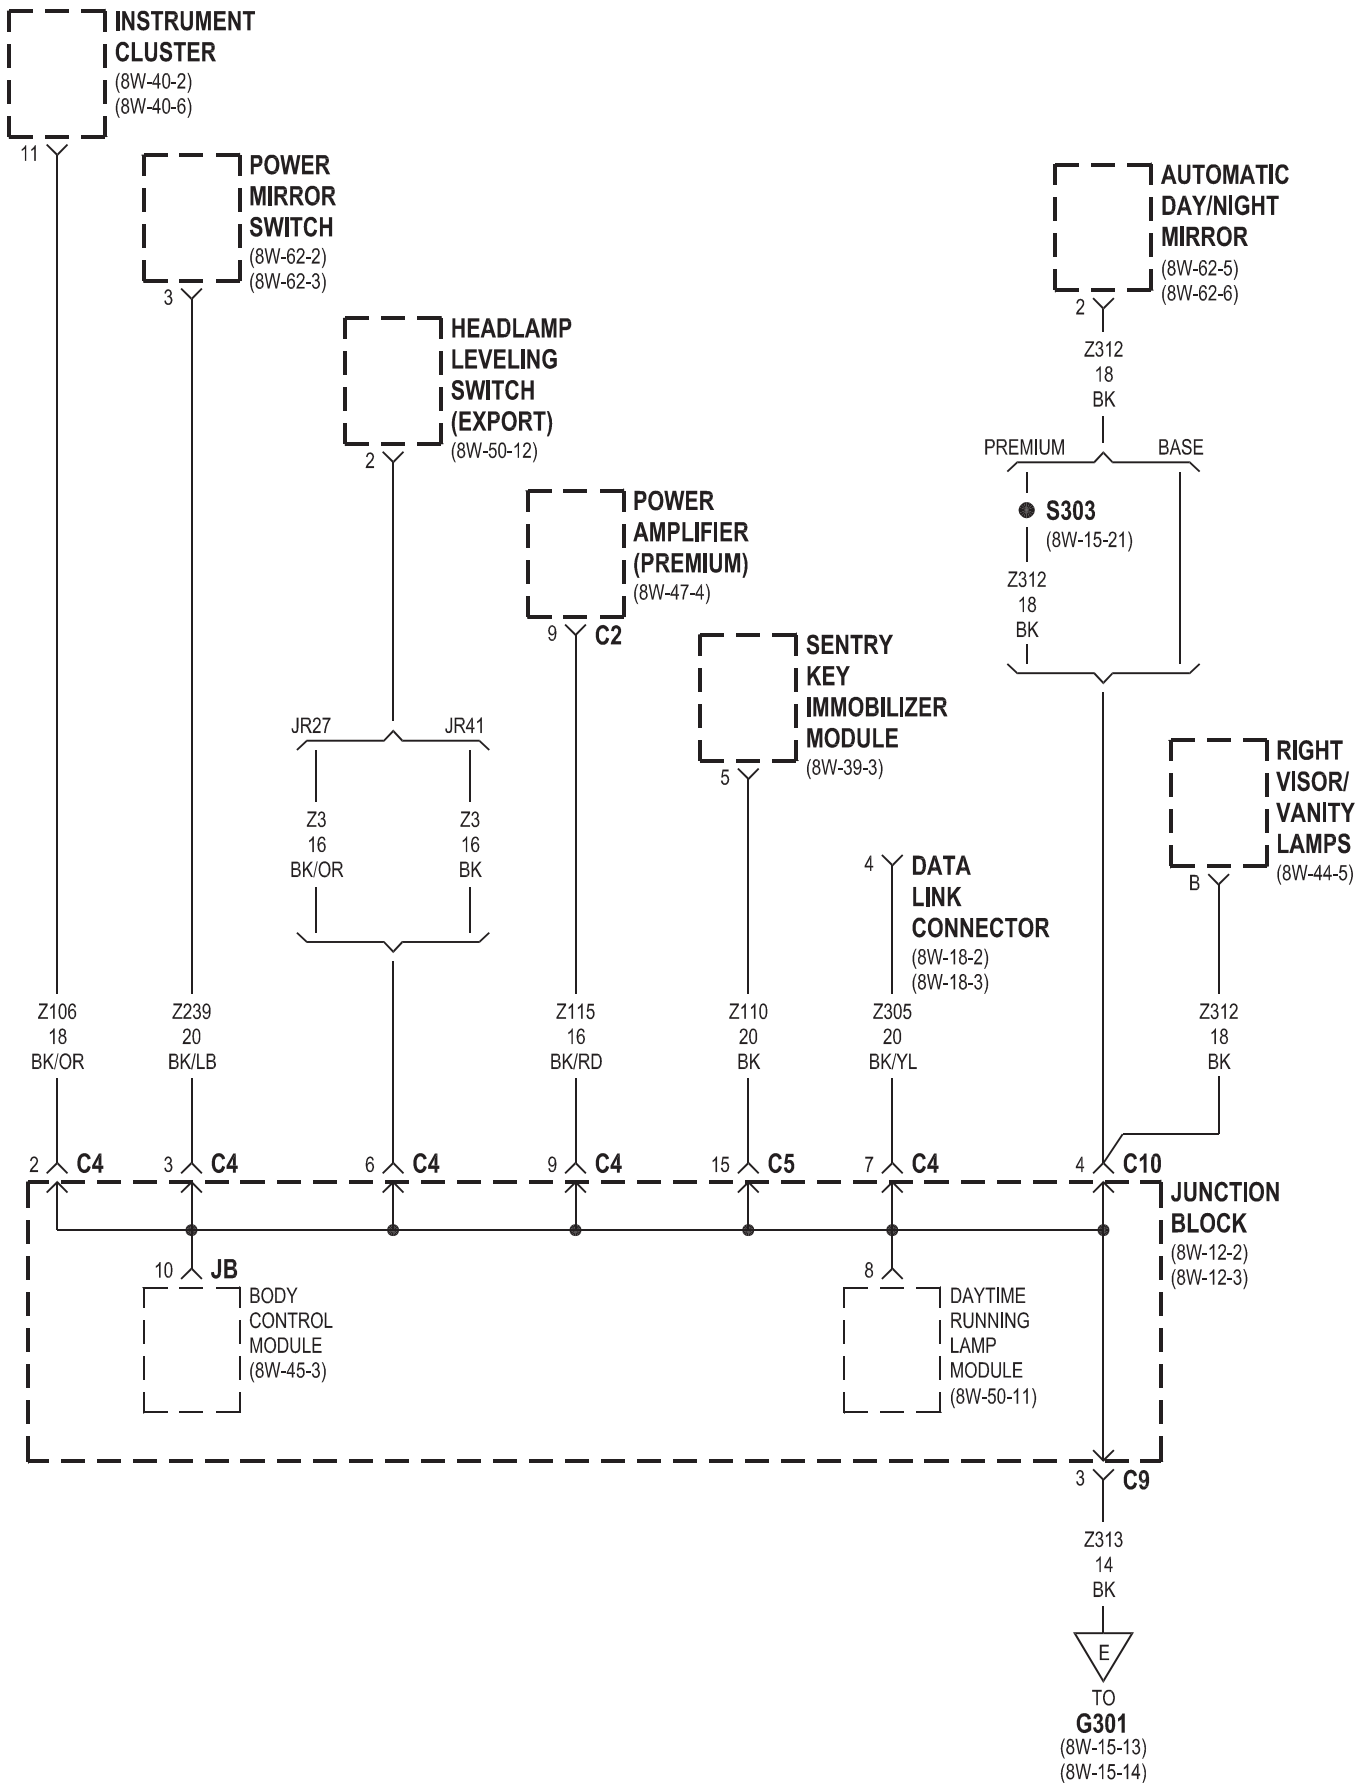 INSTRUMENT
CLUSTER
(8W-40-2)
(8W-40-6)
11
POWER
MIRROR
SWITCH
(8W-62-2)
(8W-62-3)
3
AUTOMATIC
DAY/NIGHT
MIRROR
(8W-62-5)
(8W-62-6)
2
Z312
18
BK
HEADLAMP
LEVELING
SWITCH
(EXPORT)
(8W-50-12)
2
PREMIUM
BASE
S303
(8W-15-21)
Z312
18
BK
POWER
AMPLIFIER
(PREMIUM)
(8W-47-4)
9 C2
SENTRY
KEY
IMMOBILIZER
MODULE
(8W-39-3)
5
JR27
JR41
Z3
16
BK/OR
Z3
16
BK
RIGHT
VISOR/
VANITY
LAMPS
(8W-44-5)
B
4 DATA
LINK
CONNECTOR
(8W-18-2)
(8W-18-3)
Z106
18
BK/OR
Z239
20
BK/LB
Z115
16
BK/RD
Z110
20
BK
Z305
20
BK/YL
Z312
18
BK
2 C4
3 C4
6 C4
9 C4
15 C5
7 C4
4 C10
JUNCTION
BLOCK
(8W-12-2)
(8W-12-3)
10 JB
BODY
CONTROL
MODULE
(8W-45-3)
8
DAYTIME
RUNNING
LAMP
MODULE
(8W-50-11)
3 C9
Z313
14
BK
E
TO
G301
(8W-15-13)
(8W-15-14)